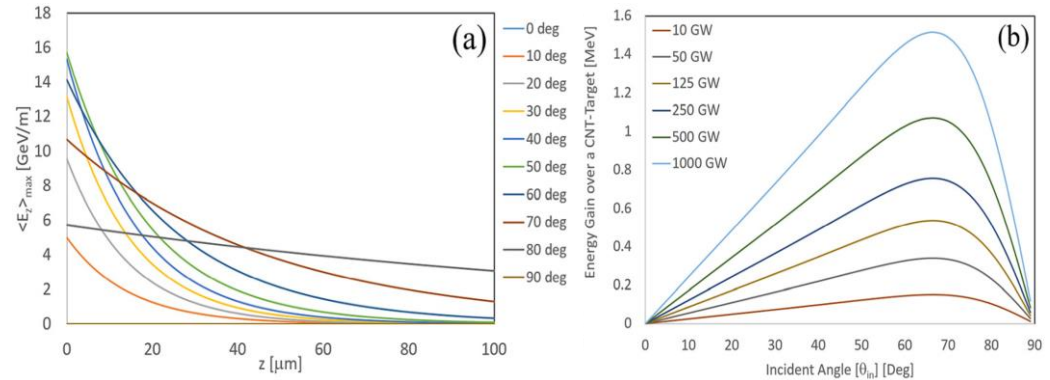 (a)
<E_z>_max [GeV/m]
18
16
14
12
10
8
6
4
2
0
0 20 40 60 80 100
z [μm]
0 deg
10 deg
20 deg
30 deg
40 deg
50 deg
60 deg
70 deg
80 deg
90 deg
(b)
Energy Gain over a CNT-Target [MeV]
1.6
1.4
1.2
1
0.8
0.6
0.4
0.2
0
10 GW
50 GW
125 GW
250 GW
500 GW
1000 GW
0 10 20 30 40 50 60 70 80 90
Incident Angle [θ_in] [Deg]